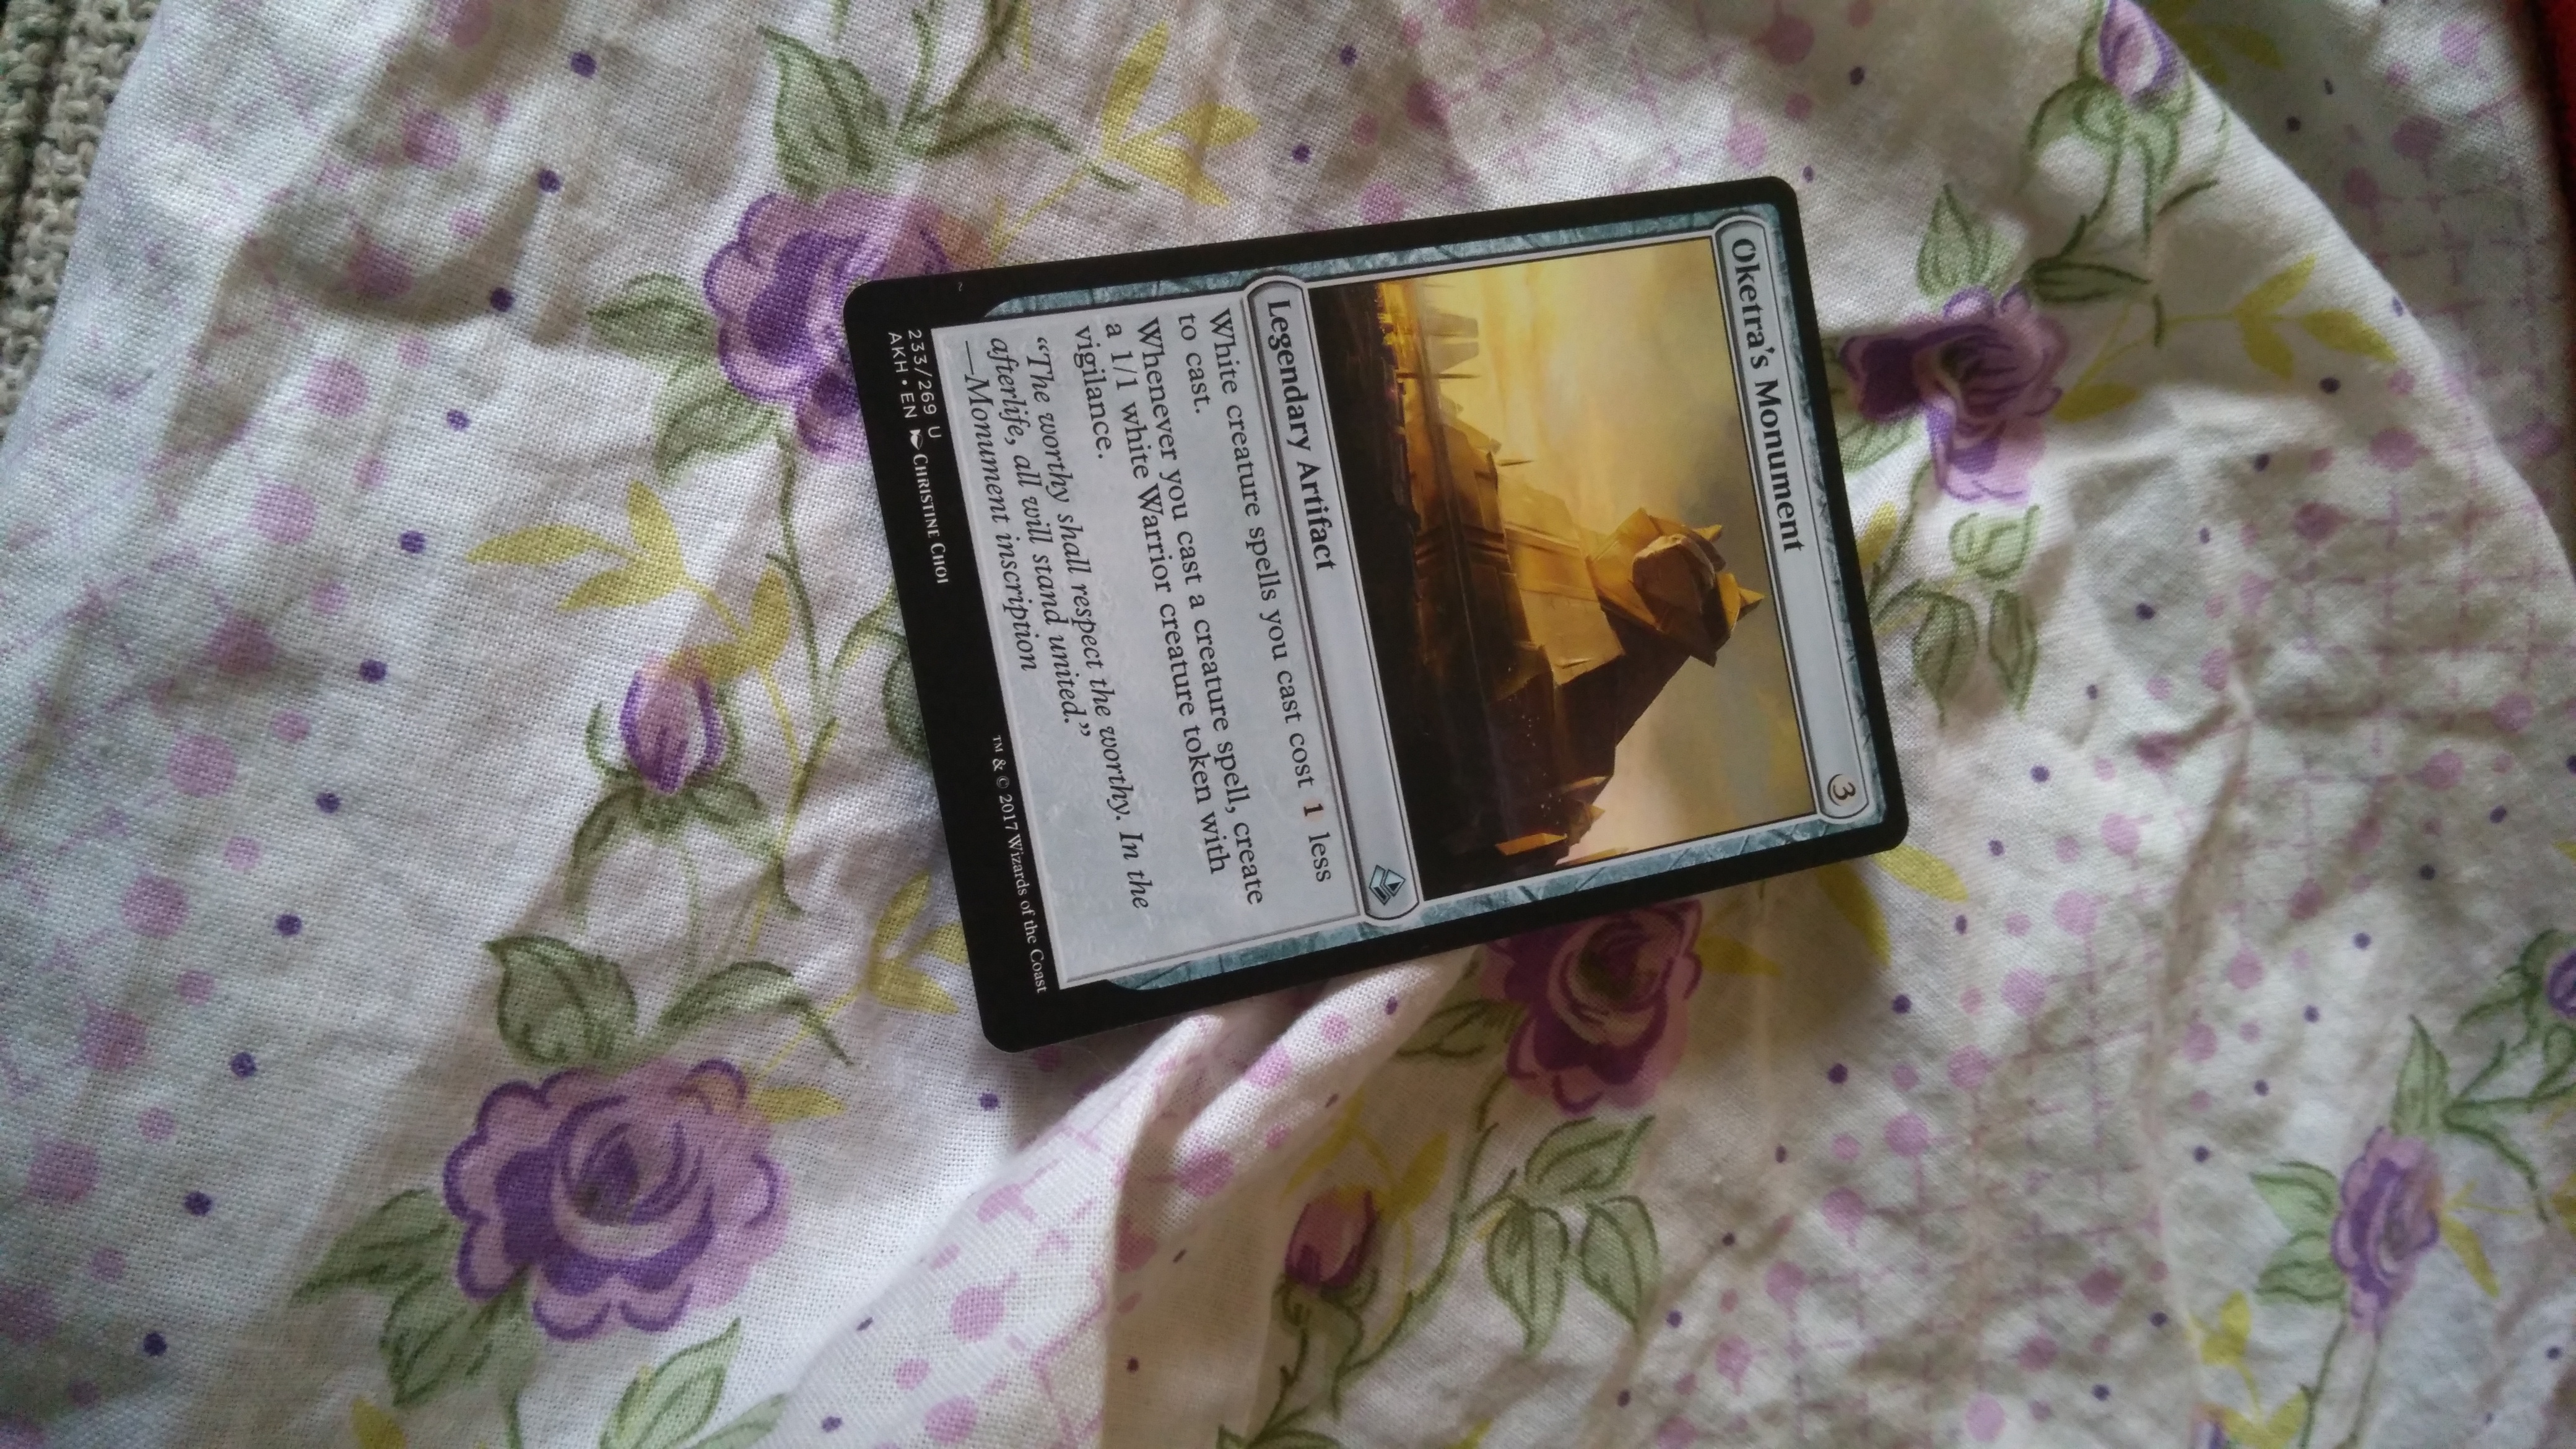 Oketra's Monument 3
Legendary Artifact
White creature spells you cast cost 1 less
to cast.
Whenever you cast a creature spell, create
a 1/1 white Warrior creature token with
vigilance.
“The worthy shall respect the worthy. In the
afterlife, all will stand united.”
—Monument inscription
233/269 U
AKH • EN CHRISTINE CHOI
™ & © 2017 Wizards of the Coast